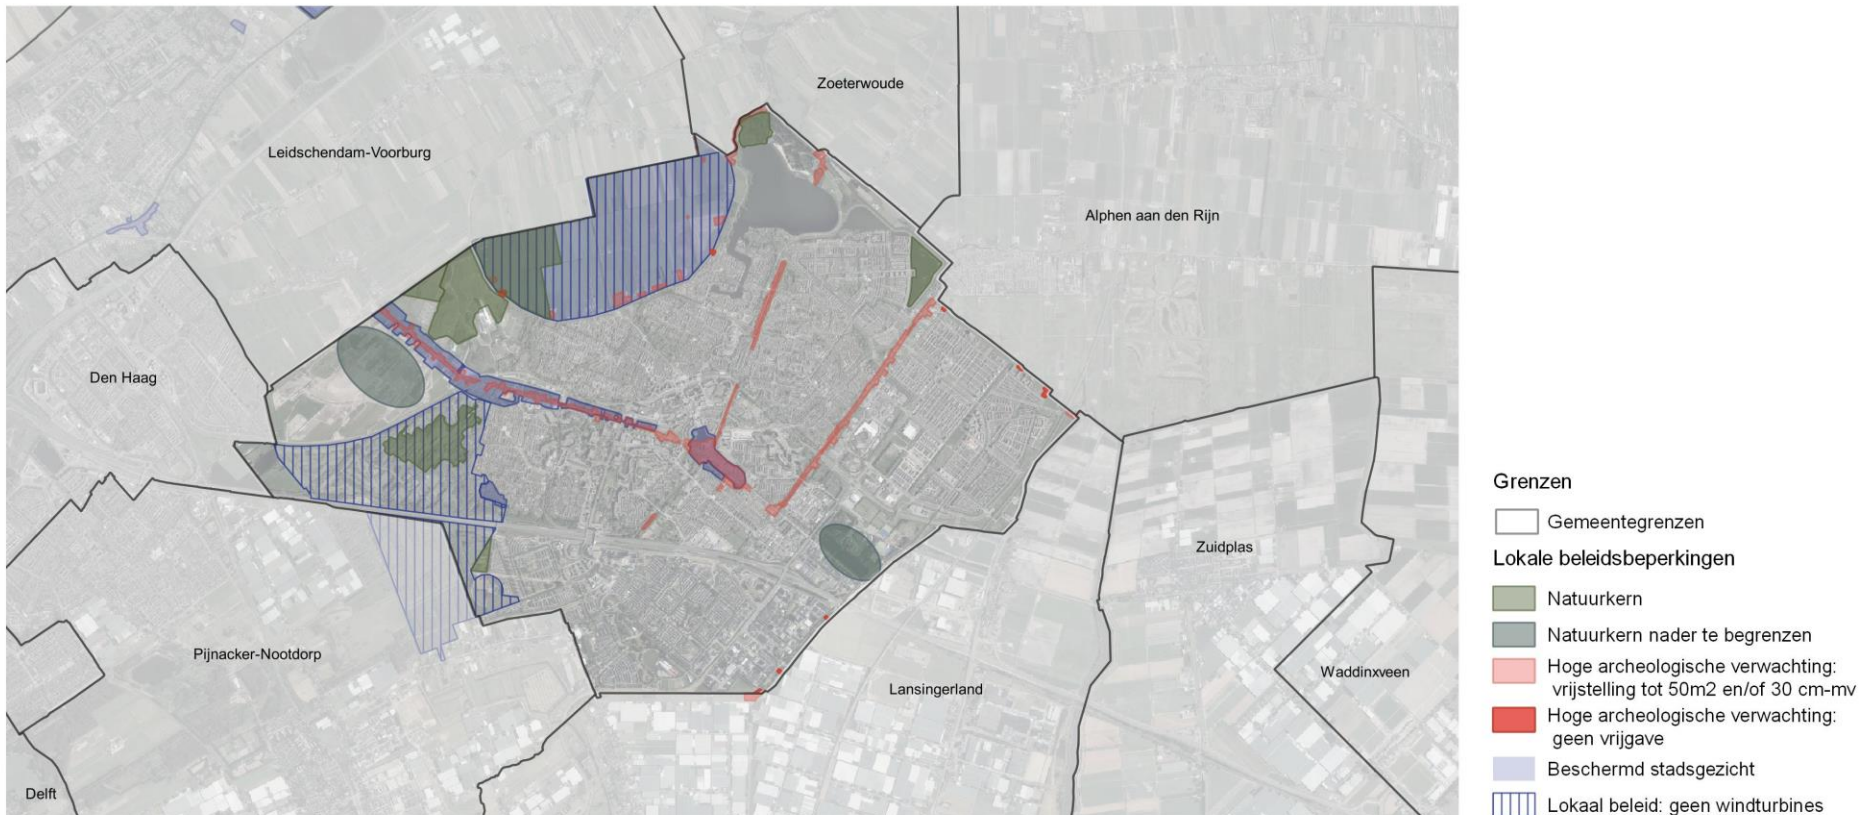 Zoeterwoude
Leidschendam-Voorburg
Alphen aan den Rijn
Den Haag
Zuidplas
Pijnacker-Nootdorp
Waddinxveen
Lansingerland
Delft
Grenzen
Gemeentegrenzen
Lokale beleidsbeperkingen
Natuurkern
Natuurkern nader te begrenzen
Hoge archeologische verwachting:
vrijstelling tot 50m2 en/of 30 cm-mv
Hoge archeologische verwachting:
geen vrijgave
Beschermd stadsgezicht
Lokaal beleid: geen windturbines